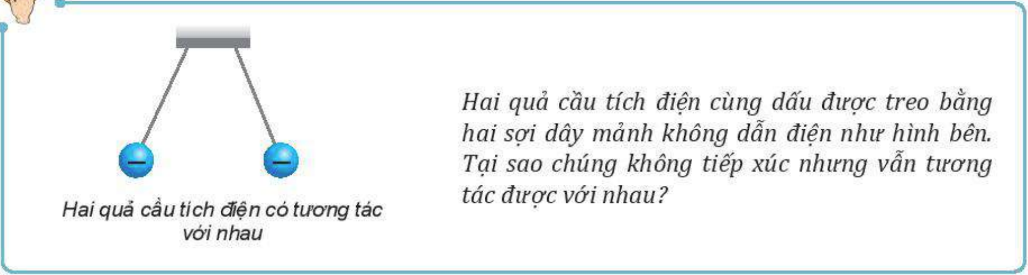 Hai quả cầu tích điện cùng dấu được treo bằng
hai sợi dây mảnh không dẫn điện như hình bên.
Tại sao chúng không tiếp xúc nhưng vẫn tương
tác được với nhau?
– –
Hai quả cầu tích điện có tương tác
với nhau